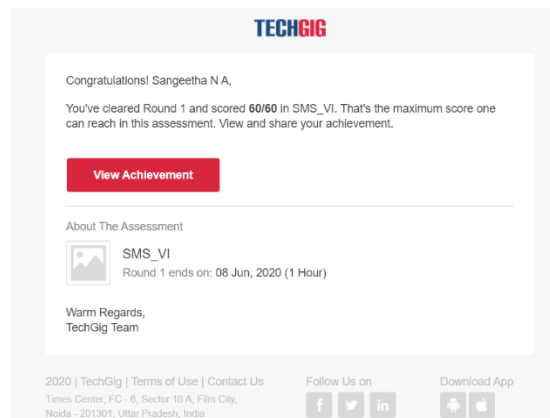 TECHGIG
Congratulations! Sangeetha N A,
You've cleared Round 1 and scored 60/60 in SMS_VI. That's the maximum score one
can reach in this assessment. View and share your achievement.
View Achievement
About The Assessment
SMS_VI
Round 1 ends on: 08 Jun, 2020 (1 Hour)
Warm Regards,
TechGig Team
2020 | TechGig | Terms of Use | Contact Us
Times Center, FC - 6, Sector 16 A, Film City,
Noida - 201301, Uttar Pradesh, India
Follow Us on
Download App